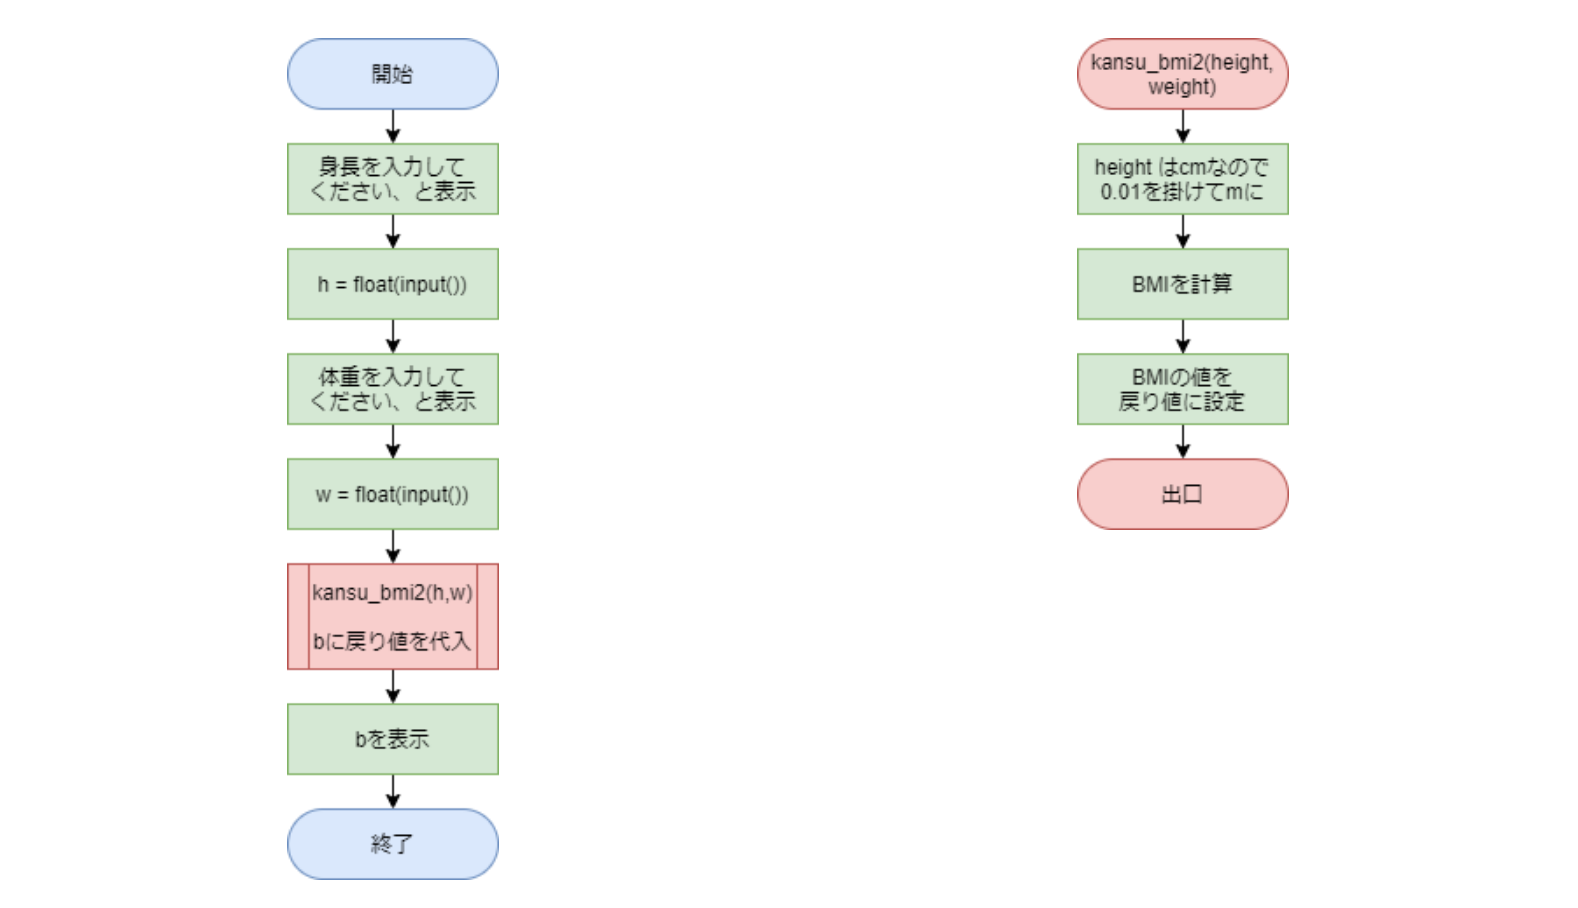 開始
身長を入力して
ください、と表示
h = float(input())
体重を入力して
ください、と表示
w = float(input())
kansu_bmi2(h,w)
bに戻り値を代入
bを表示
終了
kansu_bmi2(height,
weight)
height はcmなので
0.01を掛けてmに
BMIを計算
BMIの値を
戻り値に設定
出口